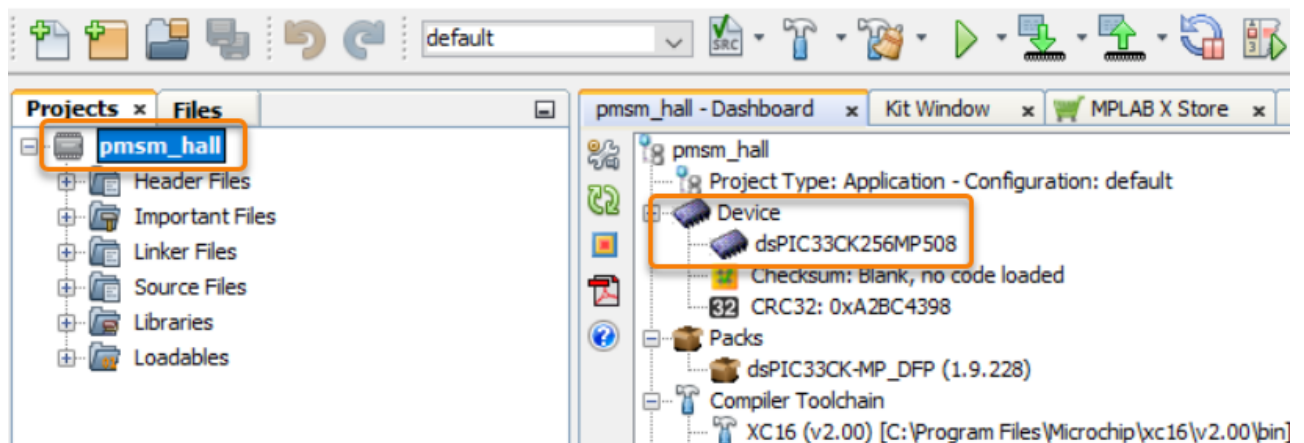 default
SRC
Projects x Files
pmsm_hall
Header Files
Important Files
Linker Files
Source Files
Libraries
Loadables
pmsm_hall - Dashboard x Kit Window x MPLAB X Store x
pmsm_hall
Project Type: Application - Configuration: default
Device
dsPIC33CK256MP508
Checksum: Blank, no code loaded
32 CRC32: 0xA2BC4398
Packs
dsPIC33CK-MP_DFP (1.9.228)
Compiler Toolchain
XC16 (v2.00) [C:\Program Files\Microchip\xc16\v2.00\bin]